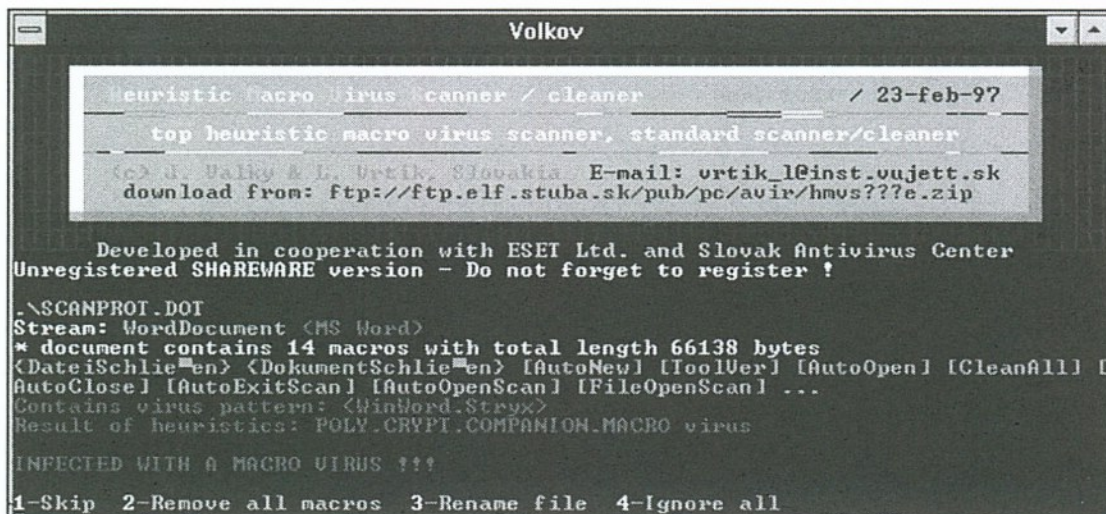 Volkov
Heuristic Macro Virus Scanner / cleaner / 23-feb-97
top heuristic macro virus scanner, standard scanner/cleaner
(c) J. Valky & L. Vrtik, Slovakia E-mail: vrtik_l@inst.vujett.sk
download from: ftp://ftp.elf.stuba.sk/pub/pc/avir/hmvs???e.zip
Developed in cooperation with ESET Ltd. and Slovak Antivirus Center
Unregistered SHAREWARE version - Do not forget to register !
.\SCANPROT.DOT
Stream: WordDocument (MS Word)
* document contains 14 macros with total length 66138 bytes
{DateiSchlie▀en} {DokumentSchlie▀en} [AutoNew] [ToolVer] [AutoOpen] [CleanAll] [
AutoClose] [AutoExitScan] [AutoOpenScan] [FileOpenScan] ...
Contains virus pattern: <WinWord.Stryx>
Result of heuristics: POLY.CRYPT.COMPANION.MACRO virus
INFECTED WITH A MACRO VIRUS !!!
1-Skip 2-Remove all macros 3-Rename file 4-Ignore all